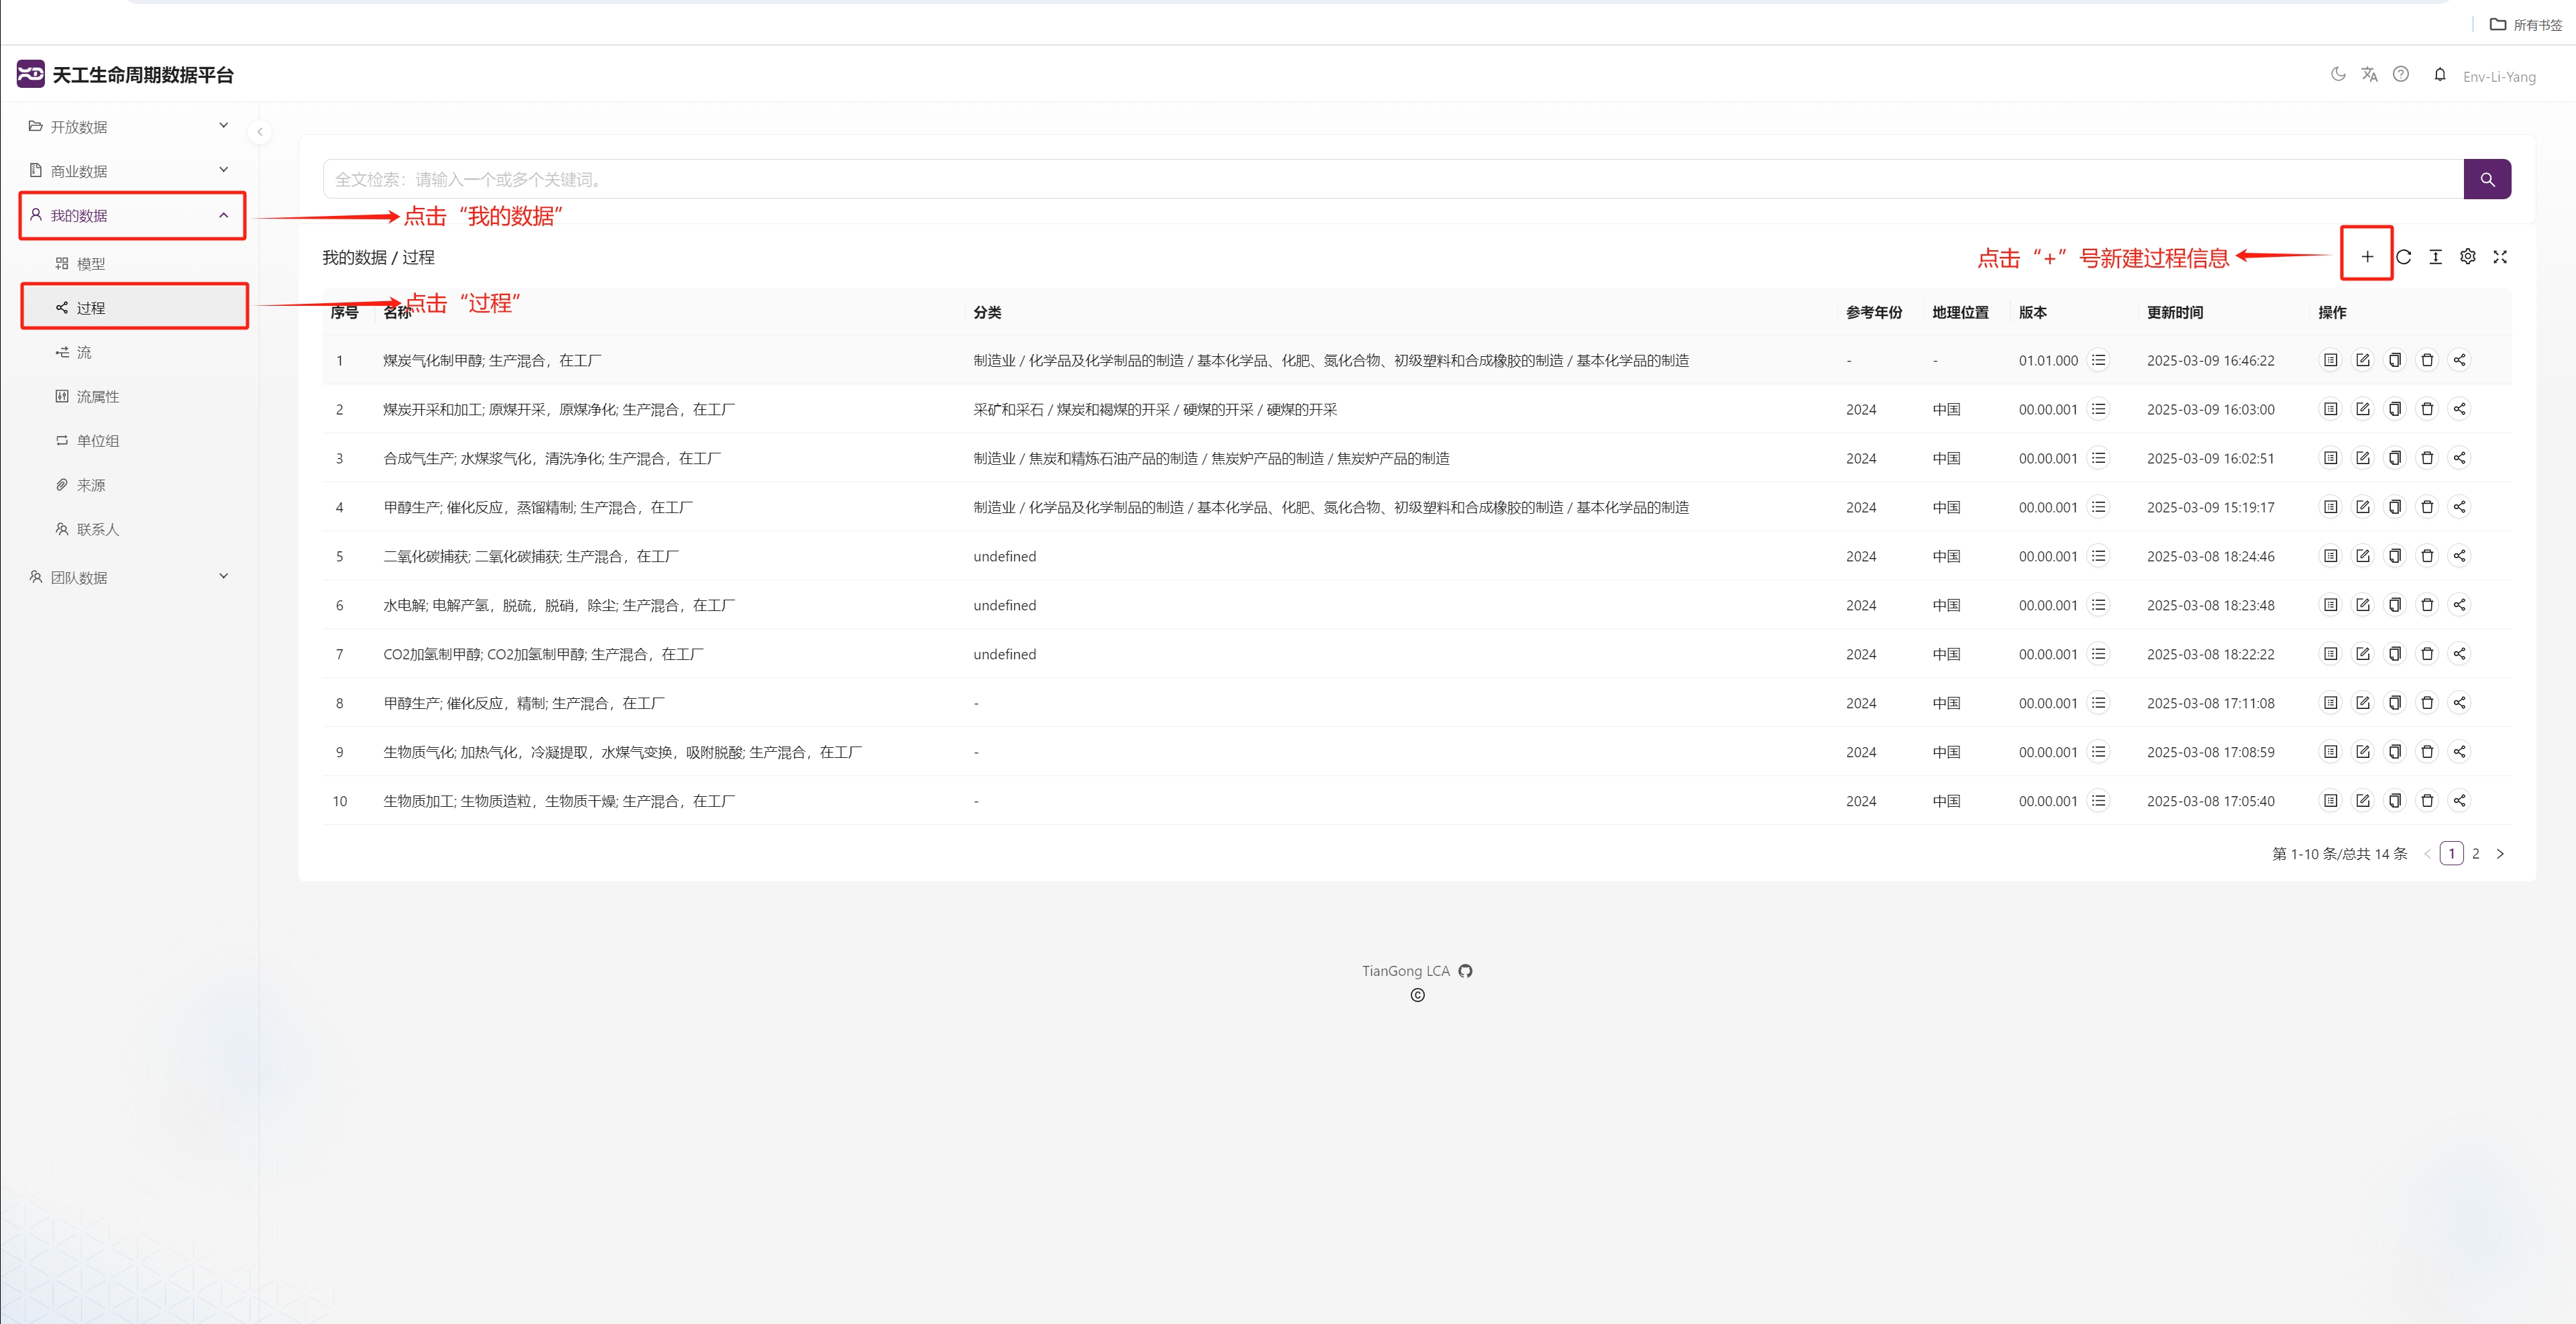 所有书签
天工生命周期数据平台
Env-Li-Yang
开放数据
商业数据
我的数据
模型
过程
流
流属性
单位组
来源
联系人
团队数据
全文检索：请输入一个或多个关键词。
点击“我的数据”
点击“过程”
我的数据 / 过程
点击“+”号新建过程信息
序号 名称 分类 参考年份 地理位置 版本 更新时间 操作
1 煤炭气化制甲醇; 生产混合，在工厂 制造业 / 化学品及化学制品的制造 / 基本化学品、化肥、氮化合物、初级塑料和合成橡胶的制造 / 基本化学品的制造 - - 01.01.000 2025-03-09 16:46:22
2 煤炭开采和加工; 原煤开采，原煤净化; 生产混合，在工厂 采矿和采石 / 煤炭和褐煤的开采 / 硬煤的开采 / 硬煤的开采 2024 中国 00.00.001 2025-03-09 16:03:00
3 合成气生产; 水煤浆气化，清洗净化; 生产混合，在工厂 制造业 / 焦炭和精炼石油产品的制造 / 焦炭炉产品的制造 / 焦炭炉产品的制造 2024 中国 00.00.001 2025-03-09 16:02:51
4 甲醇生产; 催化反应，蒸馏精制; 生产混合，在工厂 制造业 / 化学品及化学制品的制造 / 基本化学品、化肥、氮化合物、初级塑料和合成橡胶的制造 / 基本化学品的制造 2024 中国 00.00.001 2025-03-09 15:19:17
5 二氧化碳捕获; 二氧化碳捕获; 生产混合，在工厂 undefined 2024 中国 00.00.001 2025-03-08 18:24:46
6 水电解; 电解产氢，脱硫，脱硝，除尘; 生产混合，在工厂 undefined 2024 中国 00.00.001 2025-03-08 18:23:48
7 CO2加氢制甲醇; CO2加氢制甲醇; 生产混合，在工厂 undefined 2024 中国 00.00.001 2025-03-08 18:22:22
8 甲醇生产; 催化反应，精制; 生产混合，在工厂 - 2024 中国 00.00.001 2025-03-08 17:11:08
9 生物质气化; 加热气化，冷凝提取，水煤气变换，吸附脱酸; 生产混合，在工厂 - 2024 中国 00.00.001 2025-03-08 17:08:59
10 生物质加工; 生物质造粒，生物质干燥; 生产混合，在工厂 - 2024 中国 00.00.001 2025-03-08 17:05:40
第 1-10 条/总共 14 条 < 1 2 >
TianGong LCA
©